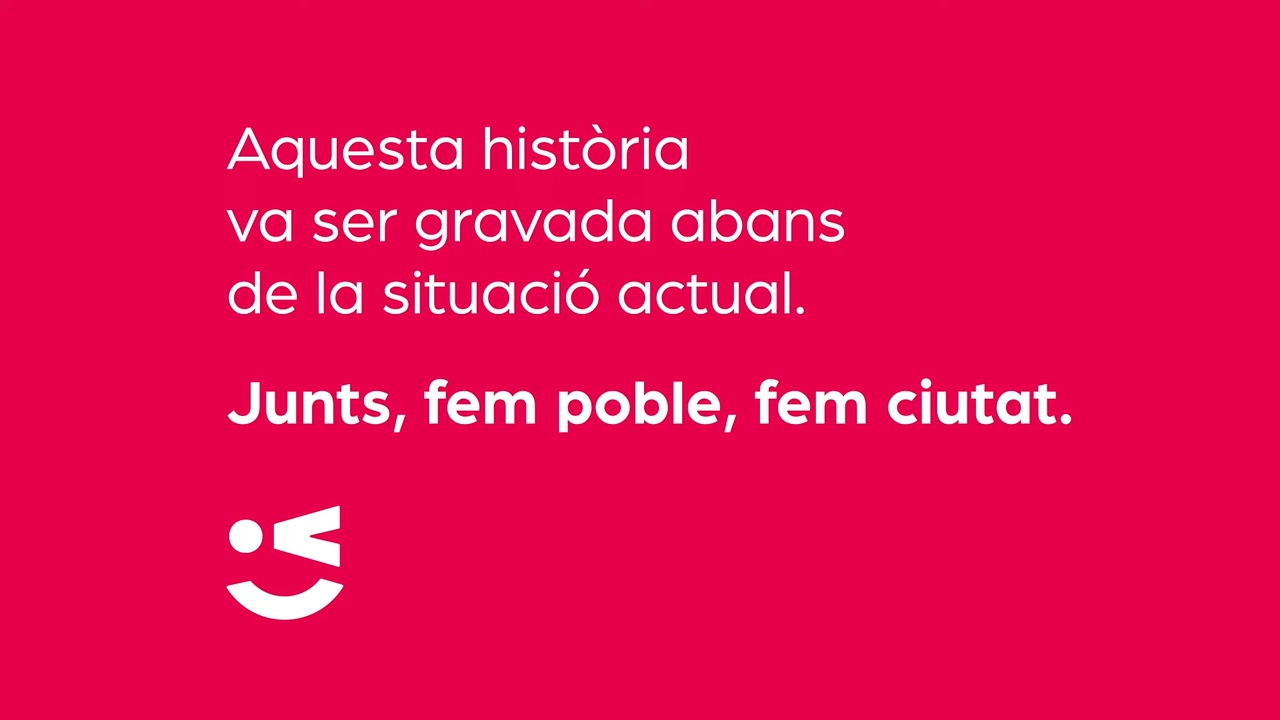 Aquesta història
va ser gravada abans
de la situació actual.
Junts, fem poble, fem ciutat.